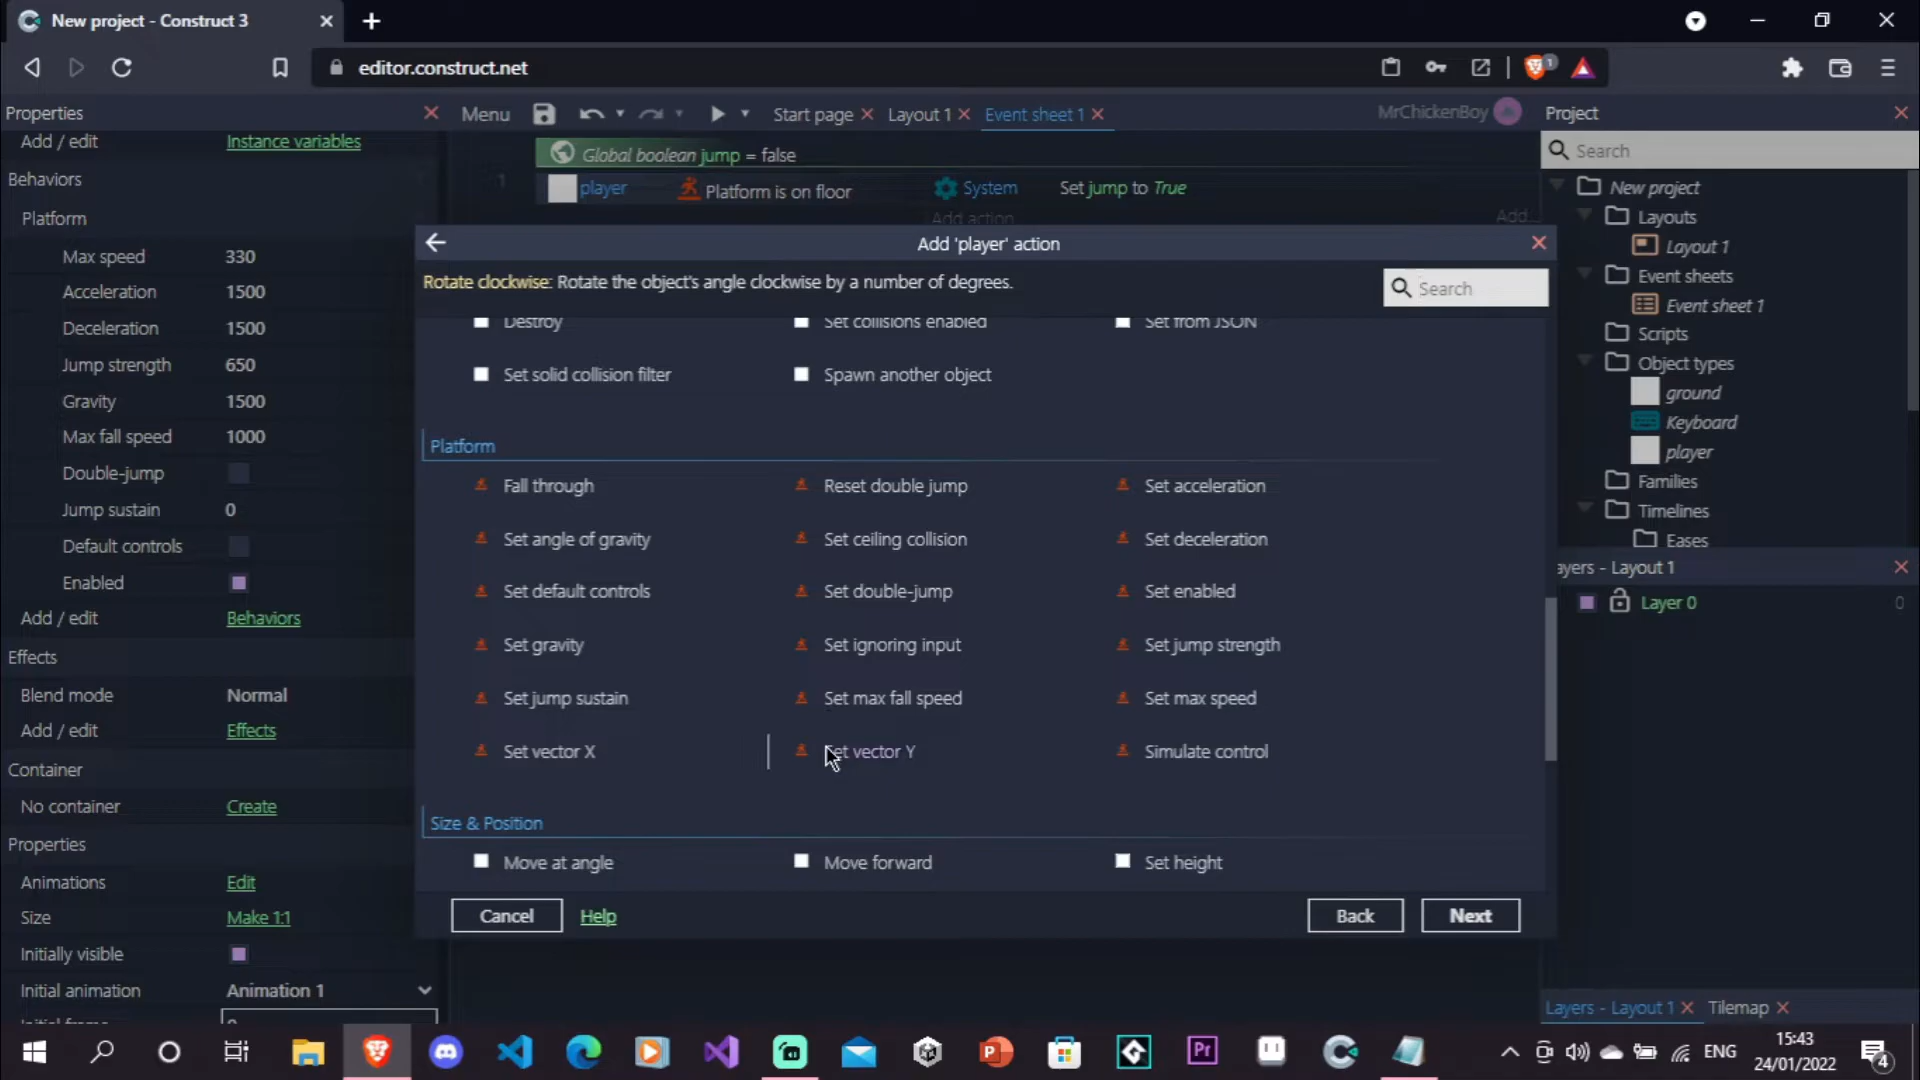 New project - Construct 3
editor.construct.net
1
Properties
Menu
Start page
Layout 1
Event sheet 1
MrChickenBoy
Project
Add / edit
Instance variables
Behaviors
Platform
Max speed 330
Acceleration 1500
Deceleration 1500
Jump strength 650
Gravity 1500
Max fall speed 1000
Double-jump
Jump sustain 0
Default controls
Enabled
Add / edit Behaviors
Effects
Blend mode Normal
Add / edit Effects
Container
No container Create
Properties
Animations Edit
Size Make 1:1
Initially visible
Initial animation Animation 1
Global boolean jump = false
1
player Platform is on floor System Set jump to True
Add action Add...
Add 'player' action
Rotate clockwise: Rotate the object's angle clockwise by a number of degrees.
Search
Destroy Set collisions enabled Set from JSON
Set solid collision filter Spawn another object
Platform
Fall through Reset double jump Set acceleration
Set angle of gravity Set ceiling collision Set deceleration
Set default controls Set double-jump Set enabled
Set gravity Set ignoring input Set jump strength
Set jump sustain Set max fall speed Set max speed
Set vector X Set vector Y Simulate control
Size & Position
Move at angle Move forward Set height
Cancel Help Back Next
Search
New project
Layouts
Layout 1
Event sheets
Event sheet 1
Scripts
Object types
ground
Keyboard
player
Families
Timelines
Eases
ayers - Layout 1
Layer 0 0
Layers - Layout 1 Tilemap
Pr
ENG
15:43
24/01/2022
4